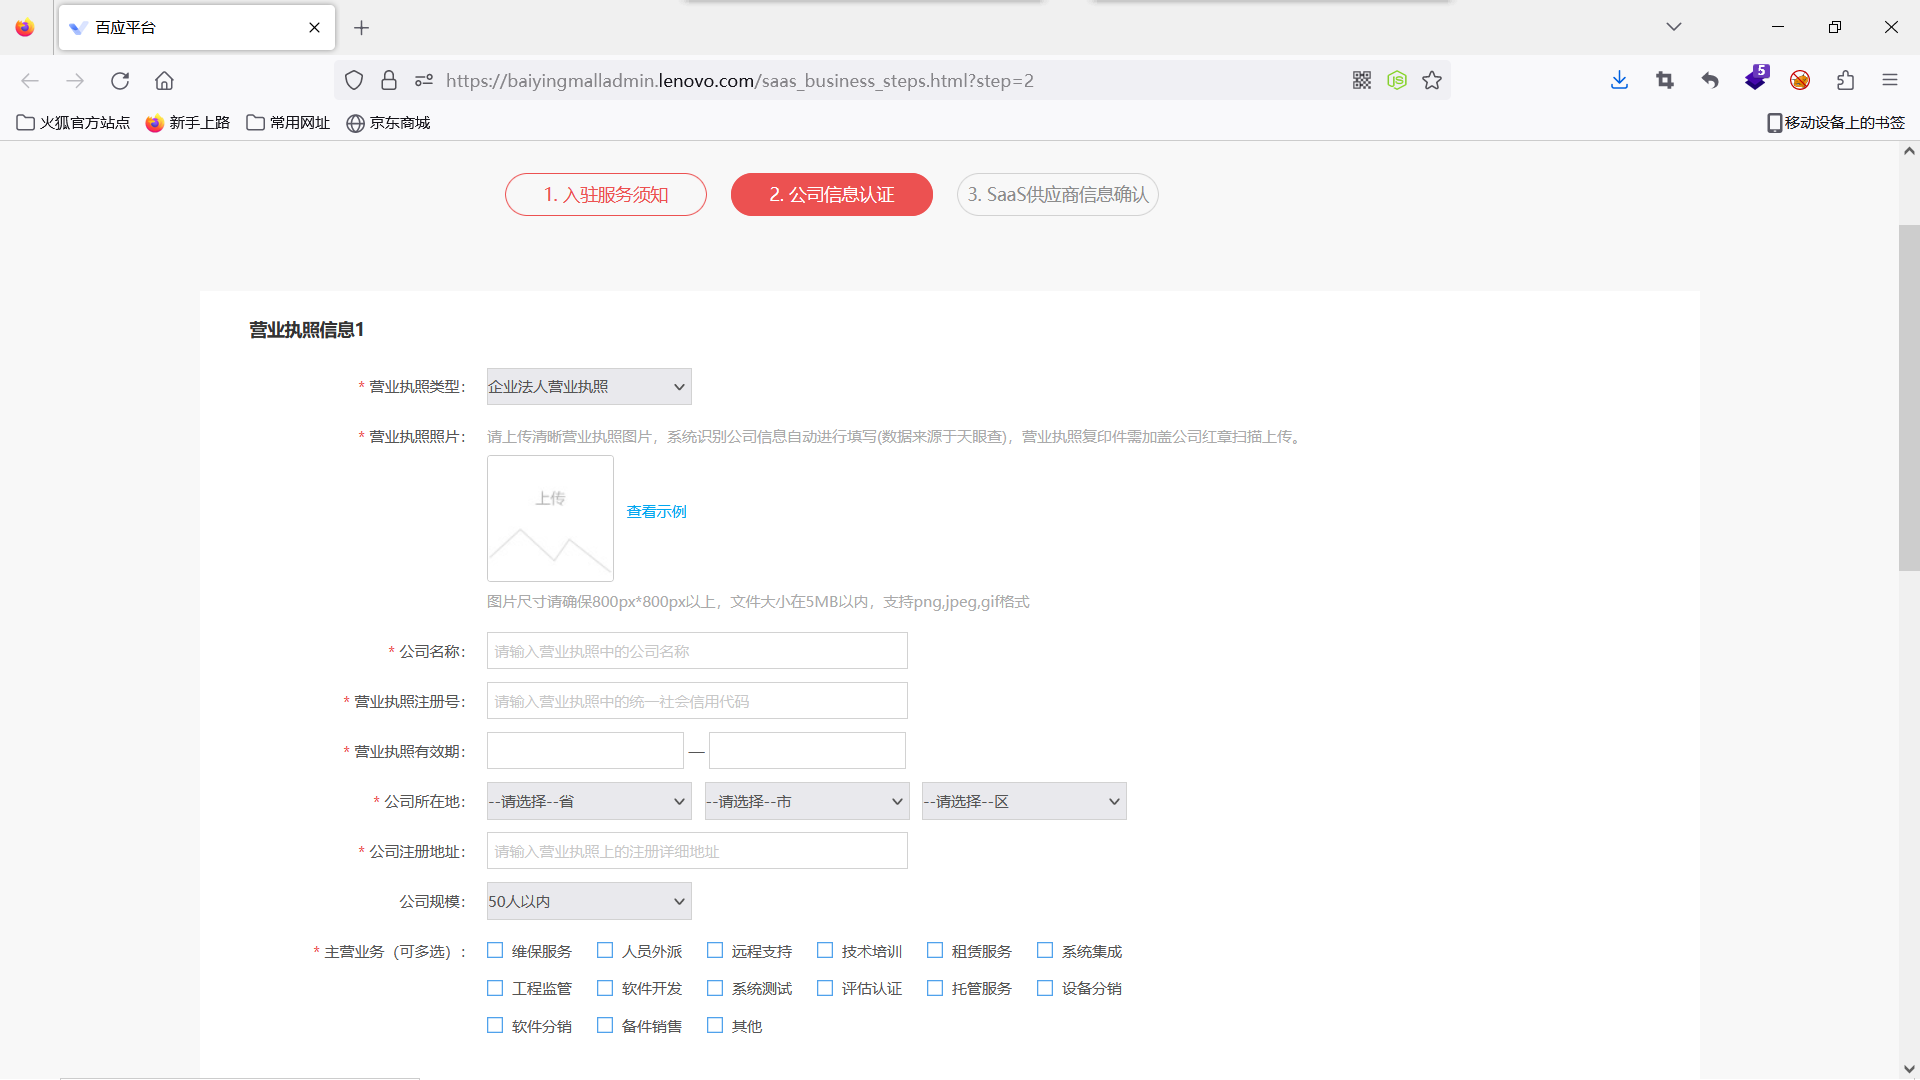 百应平台
https://baiyingmalladmin.lenovo.com/saas_business_steps.html?step=2
5
火狐官方站点 新手上路 常用网址 京东商城 移动设备上的书签
1. 入驻服务须知 2. 公司信息认证 3. SaaS供应商信息确认
营业执照信息1
* 营业执照类型： 企业法人营业执照
* 营业执照照片： 请上传清晰营业执照图片，系统识别公司信息自动进行填写(数据来源于天眼查)，营业执照复印件需加盖公司红章扫描上传。
上传
查看示例
图片尺寸请确保800px*800px以上，文件大小在5MB以内，支持png,jpeg,gif格式
* 公司名称： 请输入营业执照中的公司名称
* 营业执照注册号： 请输入营业执照中的统一社会信用代码
* 营业执照有效期： —
* 公司所在地： --请选择--省 --请选择--市 --请选择--区
* 公司注册地址： 请输入营业执照上的注册详细地址
公司规模： 50人以内
* 主营业务（可多选）： 维保服务 人员外派 远程支持 技术培训 租赁服务 系统集成
工程监管 软件开发 系统测试 评估认证 托管服务 设备分销
软件分销 备件销售 其他